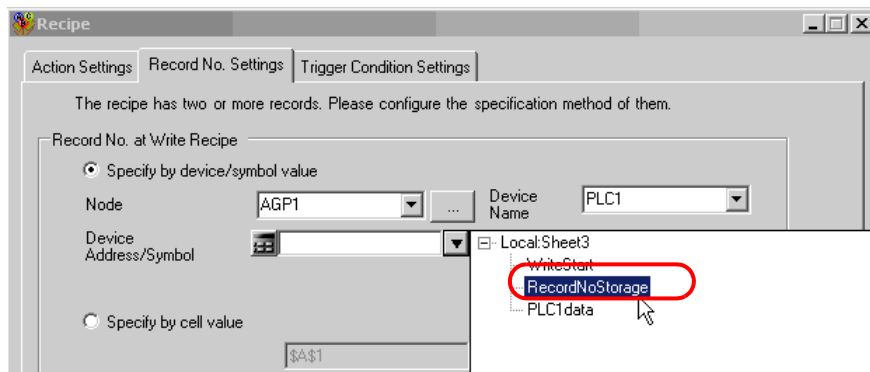 Recipe
Action Settings Record No. Settings Trigger Condition Settings
The recipe has two or more records. Please configure the specification method of them.
Record No. at Write Recipe
Specify by device/symbol value
Node AGP1 ... Device Name PLC1
Device Address/Symbol
Local:Sheet3
WriteStart
RecordNoStorage
PLC1data
Specify by cell value
$A$1